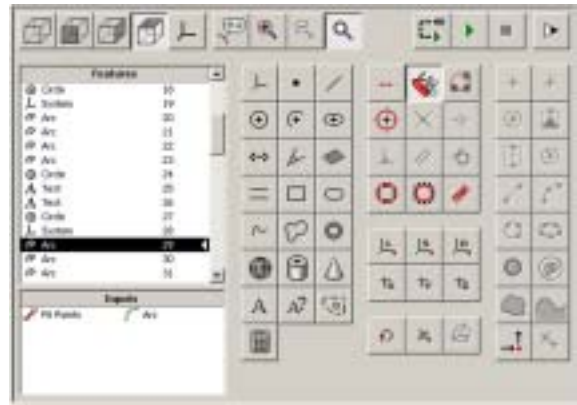 Features
Circle 18
System 19
Arc 20
Arc 21
Arc 22
Arc 23
Circle 24
Text 25
Text 26
Circle 27
System 28
Arc 29
Arc 30
Arc 31
Inputs
Fit Points Arc
A A?